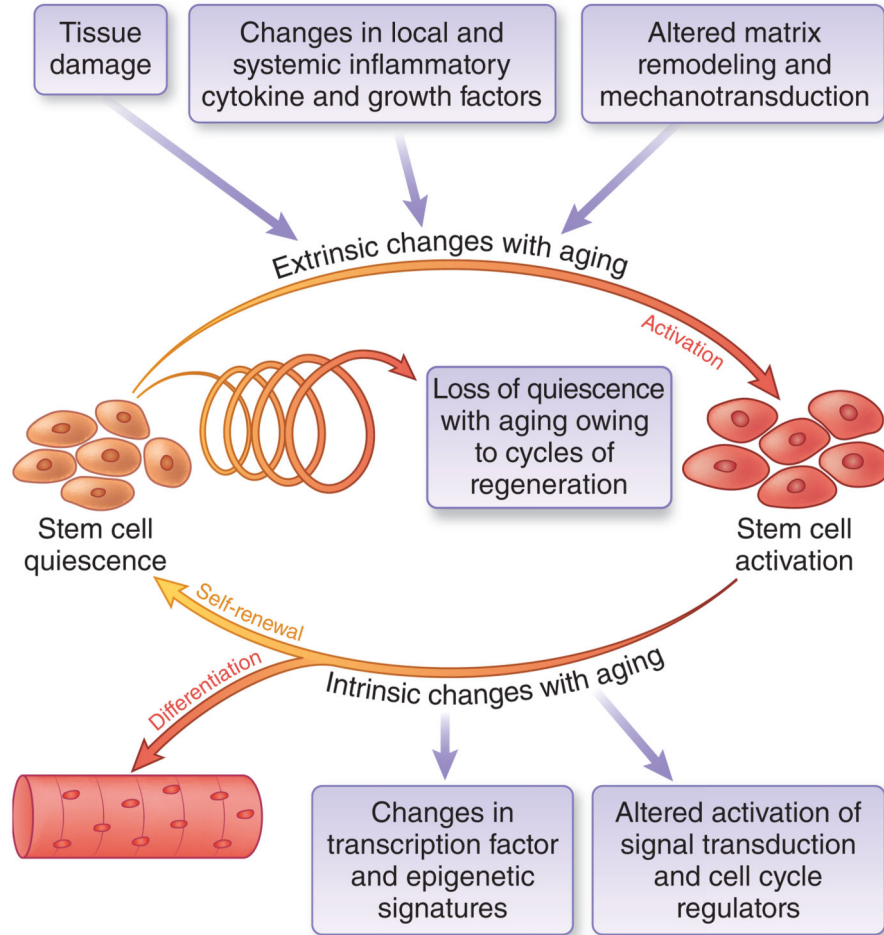 Tissue
damage
Changes in local and
systemic inflammatory
cytokine and growth factors
Altered matrix
remodeling and
mechanotransduction
Extrinsic changes with aging
Activation
Loss of quiescence
with aging owing
to cycles of
regeneration
Stem cell
quiescence
Stem cell
activation
Self-renewal
Differentiation
Intrinsic changes with aging
Changes in
transcription factor
and epigenetic
signatures
Altered activation of
signal transduction
and cell cycle
regulators